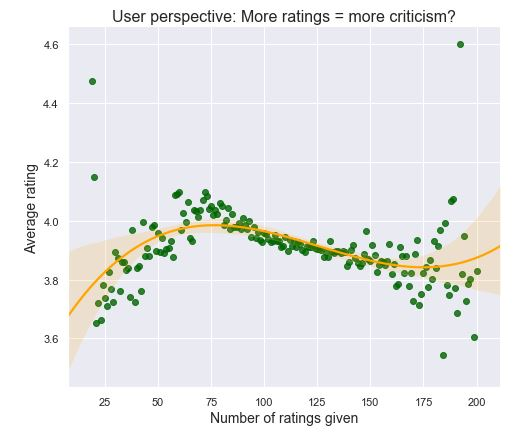 User perspective: More ratings = more criticism?
4.6
4.4
4.2
4.0
3.8
3.6
Average rating
25 50 75 100 125 150 175 200
Number of ratings given